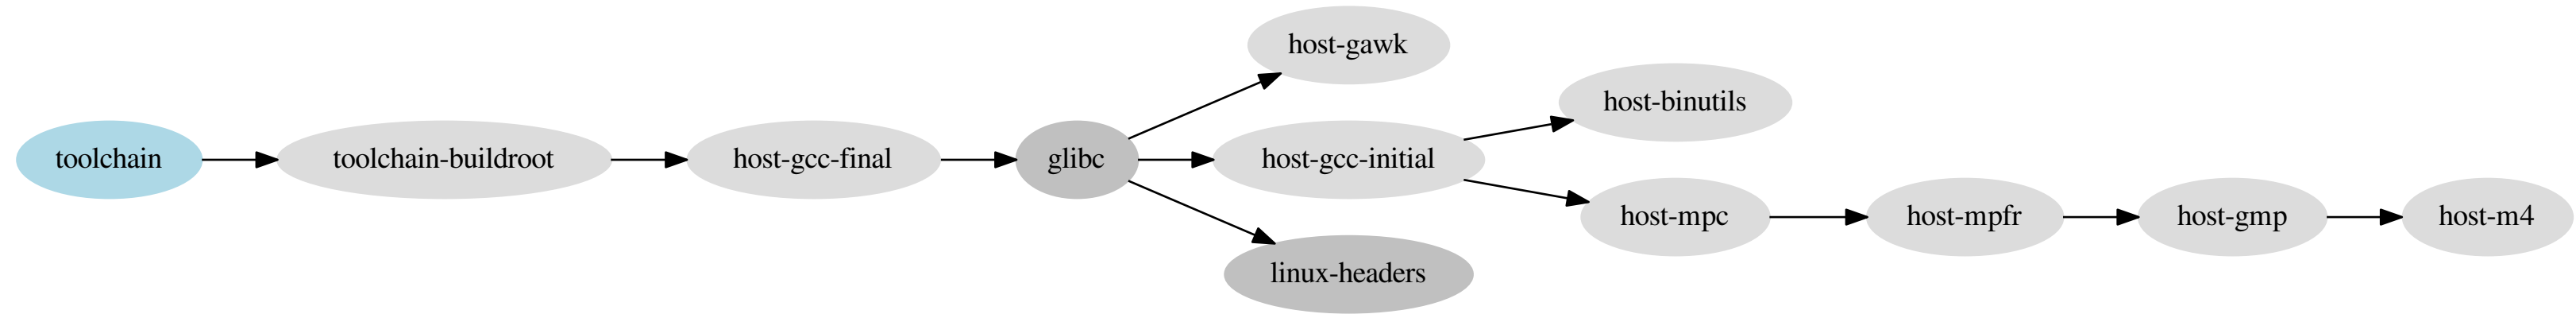 toolchain
toolchain-buildroot
host-gcc-final
glibc
host-gawk
host-gcc-initial
linux-headers
host-binutils
host-mpc
host-mpfr
host-gmp
host-m4